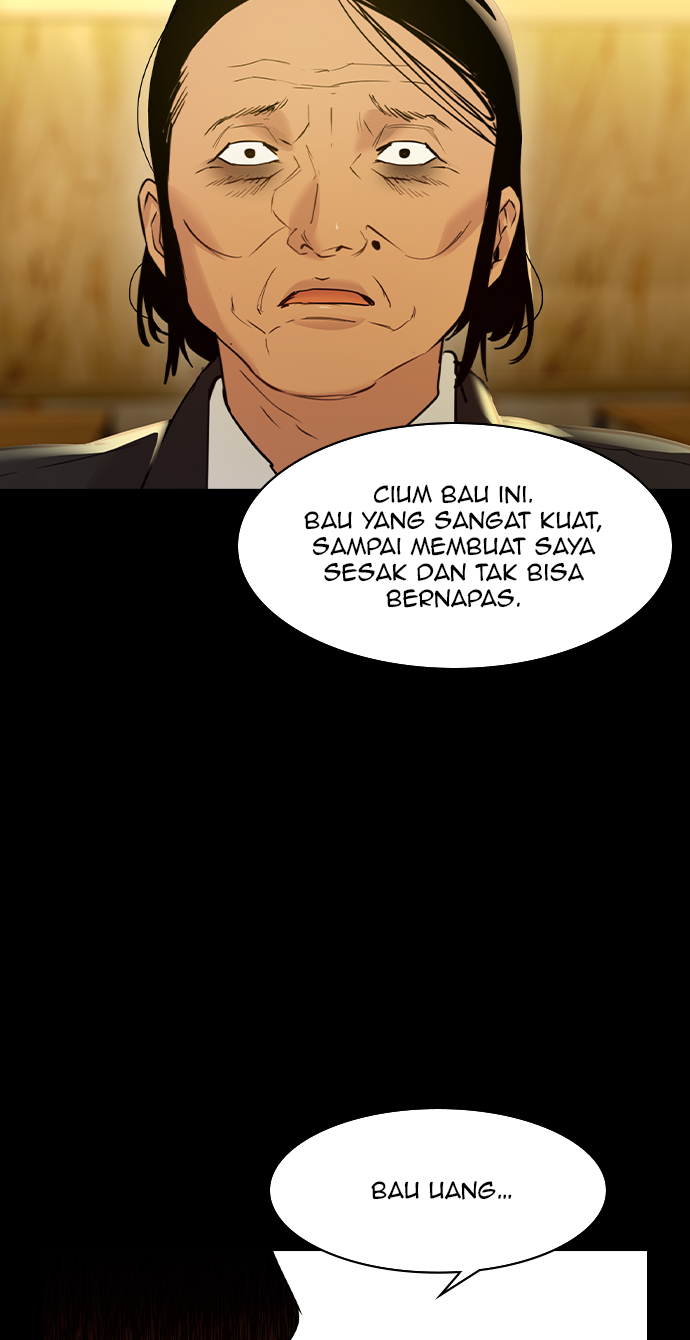 CIUM BAU INI.
BAU YANG SANGAT KUAT,
SAMPAI MEMBUAT SAYA
SESAK DAN TAK BISA
BERNAPAS.
BAU UANG...